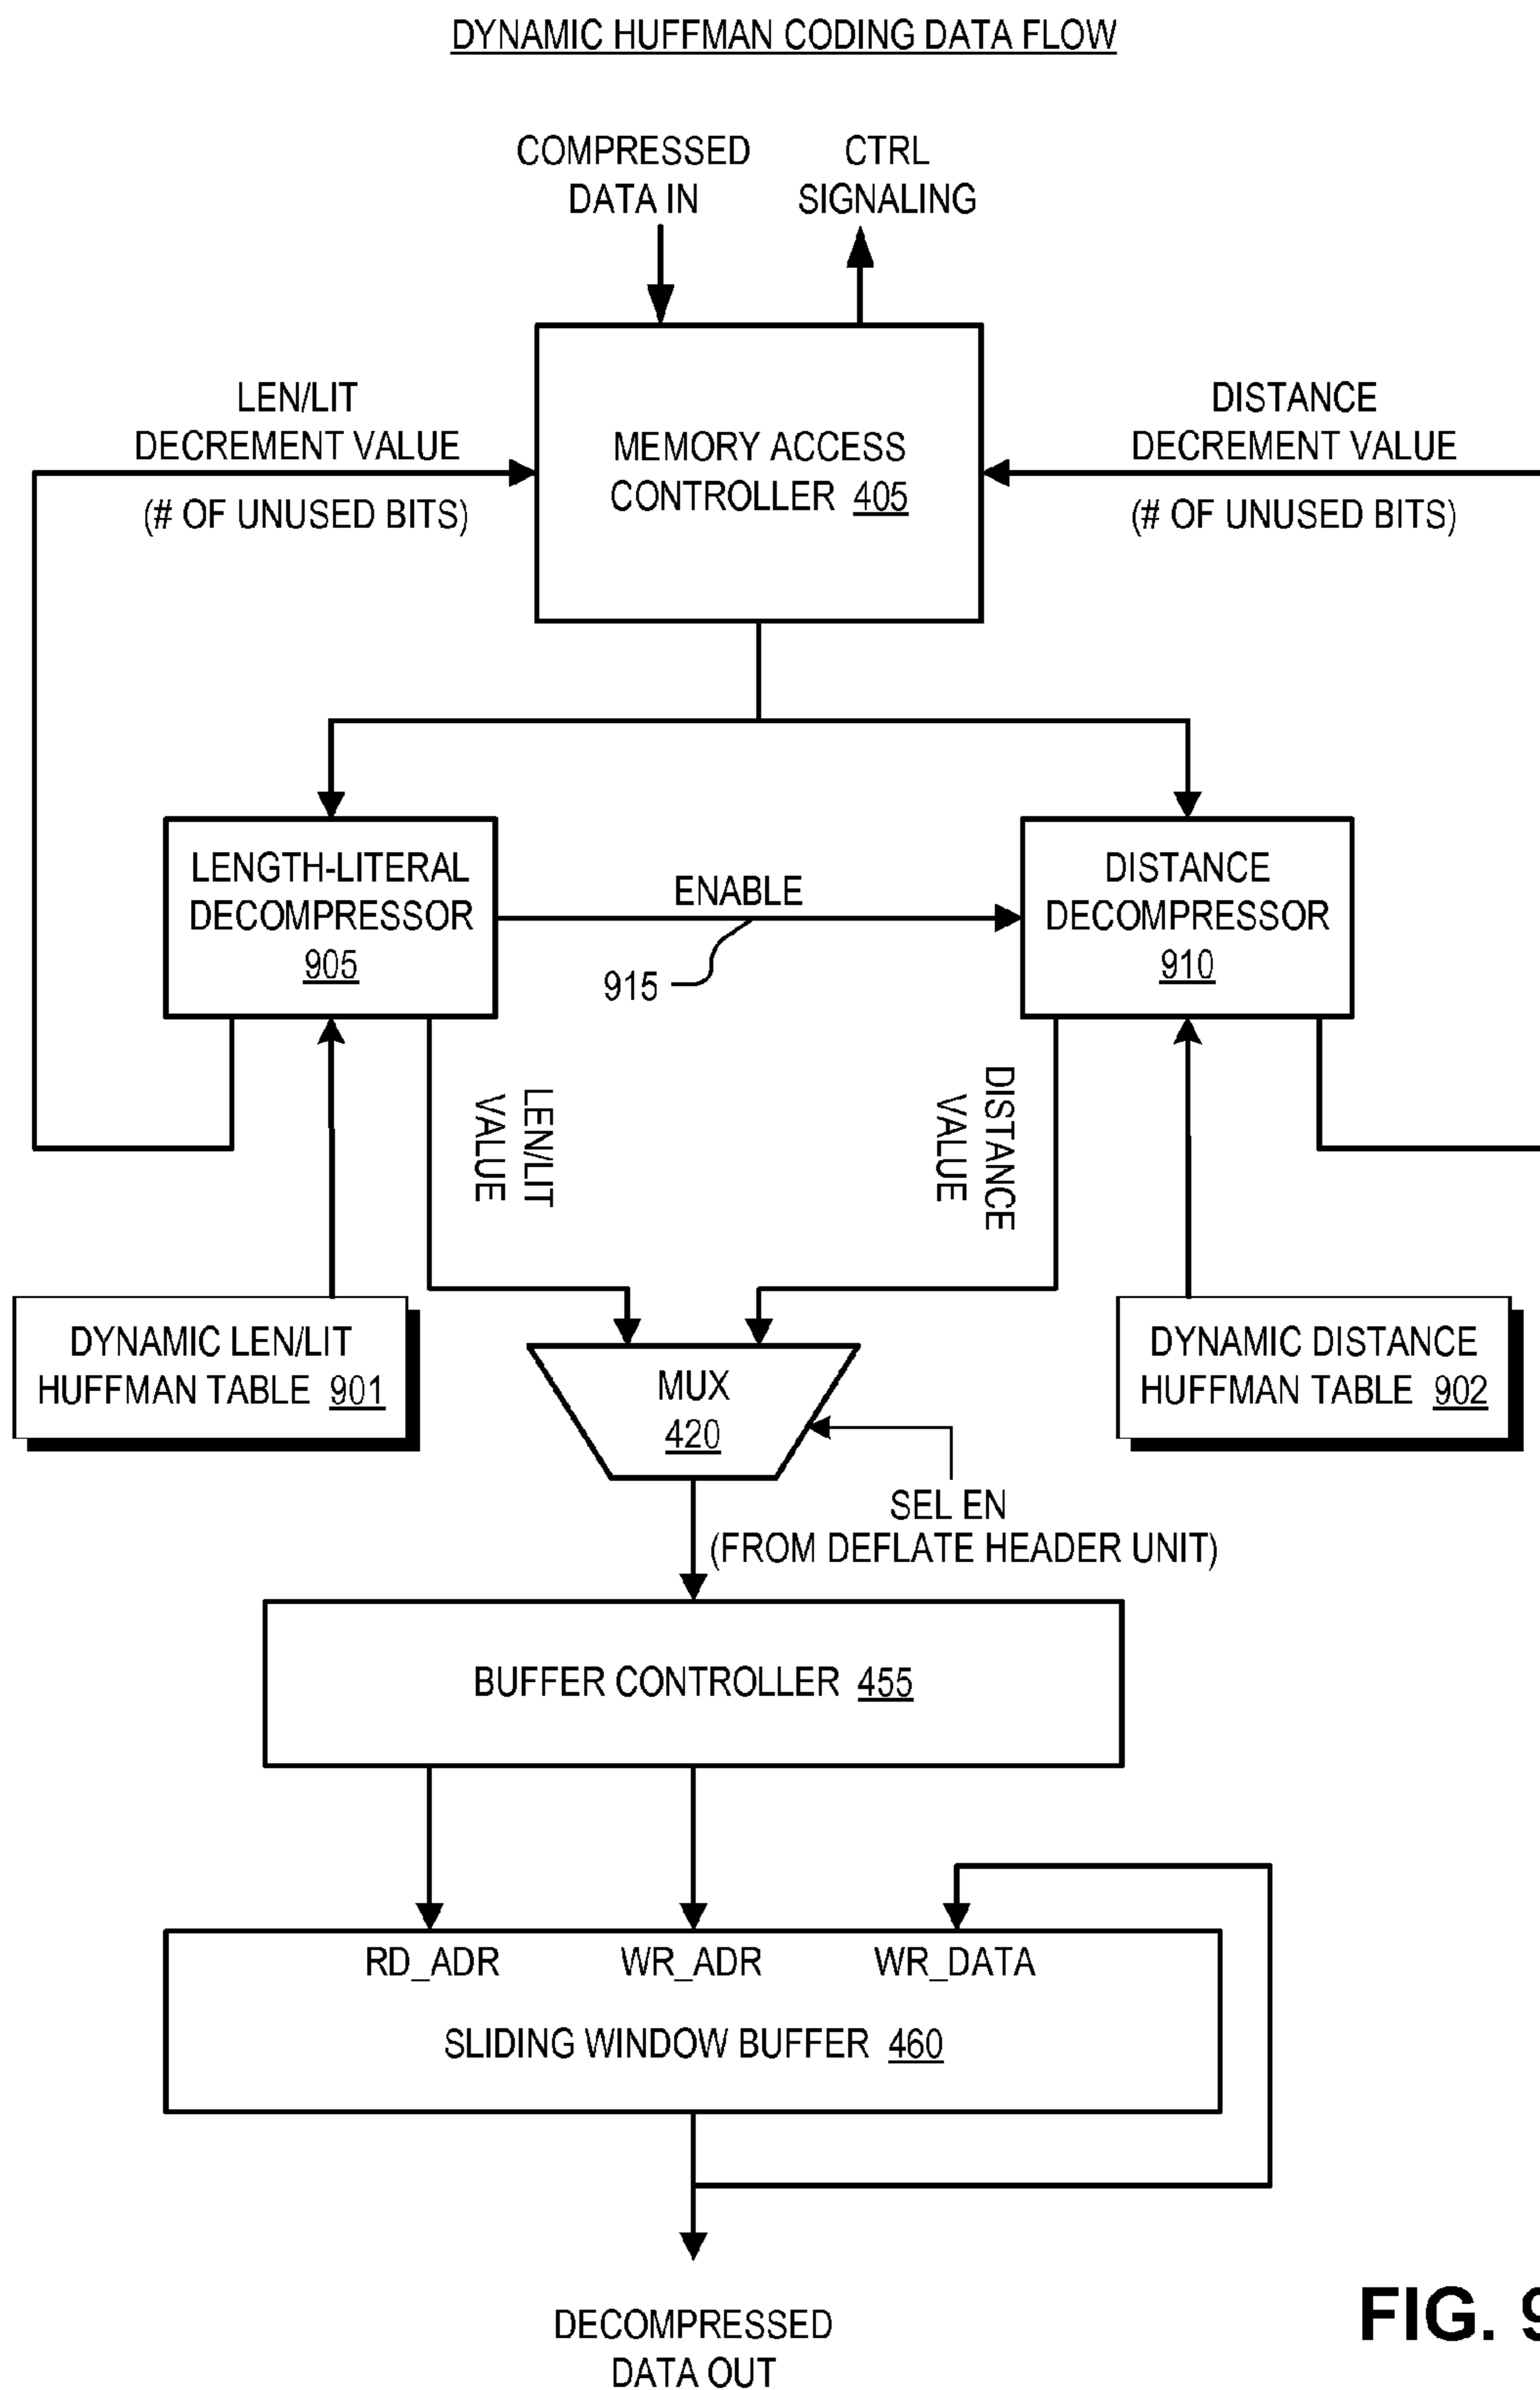 DYNAMIC HUFFMAN CODING DATA FLOW
COMPRESSED
DATA IN
CTRL
SIGNALING
LEN/LIT
DECREMENT VALUE
(# OF UNUSED BITS)
MEMORY ACCESS
CONTROLLER 405
DISTANCE
DECREMENT VALUE
(# OF UNUSED BITS)
LENGTH-LITERAL
DECOMPRESSOR
905
ENABLE
915
DISTANCE
DECOMPRESSOR
910
LEN/LIT
VALUE
DISTANCE
VALUE
DYNAMIC LEN/LIT
HUFFMAN TABLE 901
MUX
420
DYNAMIC DISTANCE
HUFFMAN TABLE 902
SEL EN
(FROM DEFLATE HEADER UNIT)
BUFFER CONTROLLER 455
RD_ADR
WR_ADR
WR_DATA
SLIDING WINDOW BUFFER 460
DECOMPRESSED
DATA OUT
FIG. 9